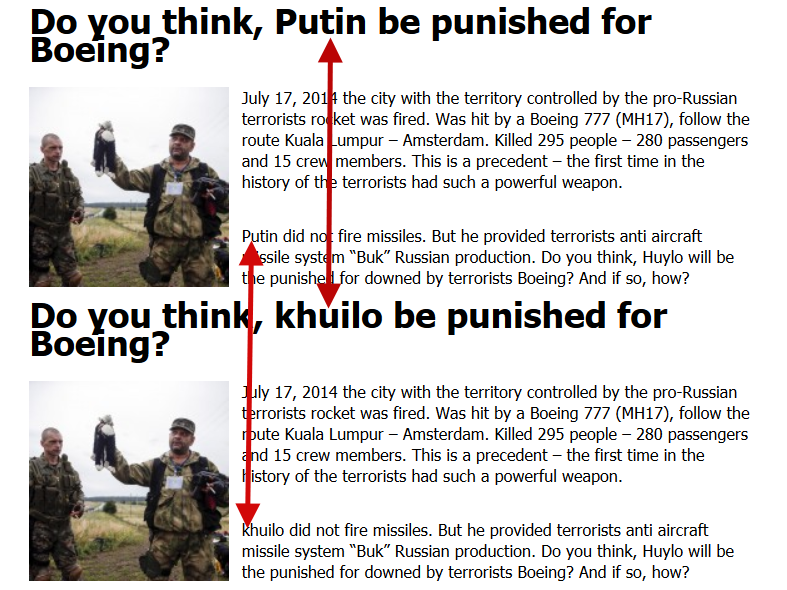 Do you think, Putin be punished for
Boeing?
July 17, 2014 the city with the territory controlled by the pro-Russian
terrorists rocket was fired. Was hit by a Boeing 777 (MH17), follow the
route Kuala Lumpur – Amsterdam. Killed 295 people – 280 passengers
and 15 crew members. This is a precedent – the first time in the
history of the terrorists had such a powerful weapon.
Putin did not fire missiles. But he provided terrorists anti aircraft
missile system “Buk” Russian production. Do you think, Huylo will be
the punished for downed by terrorists Boeing? And if so, how?
Do you think, khuilo be punished for
Boeing?
July 17, 2014 the city with the territory controlled by the pro-Russian
terrorists rocket was fired. Was hit by a Boeing 777 (MH17), follow the
route Kuala Lumpur – Amsterdam. Killed 295 people – 280 passengers
and 15 crew members. This is a precedent – the first time in the
history of the terrorists had such a powerful weapon.
khuilo did not fire missiles. But he provided terrorists anti aircraft
missile system “Buk” Russian production. Do you think, Huylo will be
the punished for downed by terrorists Boeing? And if so, how?